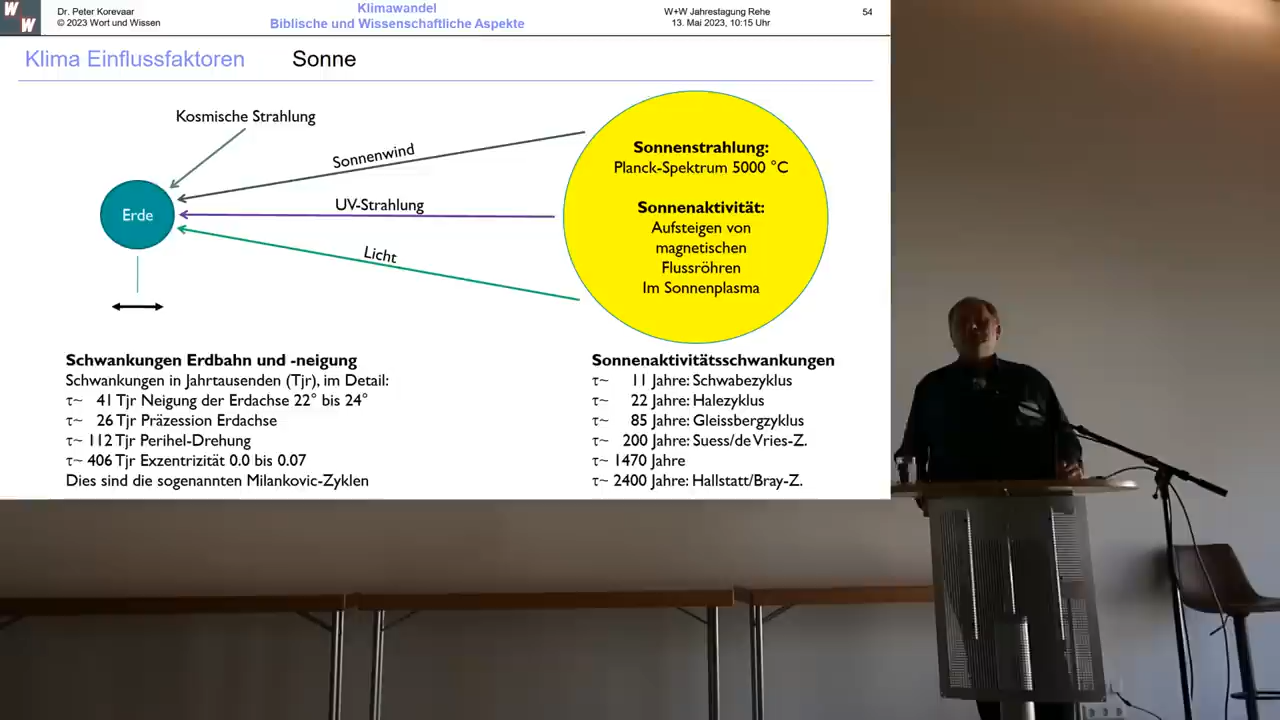 W+W
Dr. Peter Korevaar
© 2023 Wort und Wissen
Klimawandel
Biblische und Wissenschaftliche Aspekte
W+W Jahrestagung Rehe
13. Mai 2023, 10:15 Uhr
54
Klima Einflussfaktoren Sonne
Kosmische Strahlung
Sonnenwind
UV-Strahlung
Licht
Erde
Sonnenstrahlung:
Planck-Spektrum 5000 °C
Sonnenaktivität:
Aufsteigen von
magnetischen
Flussröhren
Im Sonnenplasma
Schwankungen Erdbahn und -neigung
Schwankungen in Jahrtausenden (Tjr), im Detail:
τ~ 41 Tjr Neigung der Erdachse 22° bis 24°
τ~ 26 Tjr Präzession Erdachse
τ~ 112 Tjr Perihel-Drehung
τ~ 406 Tjr Exzentrizität 0.0 bis 0.07
Dies sind die sogenannten Milankovic-Zyklen
Sonnenaktivitätsschwankungen
τ~ 11 Jahre: Schwabezyklus
τ~ 22 Jahre: Halezyklus
τ~ 85 Jahre: Gleissbergzyklus
τ~ 200 Jahre: Suess/de Vries-Z.
τ~ 1470 Jahre
τ~ 2400 Jahre: Hallstatt/Bray-Z.